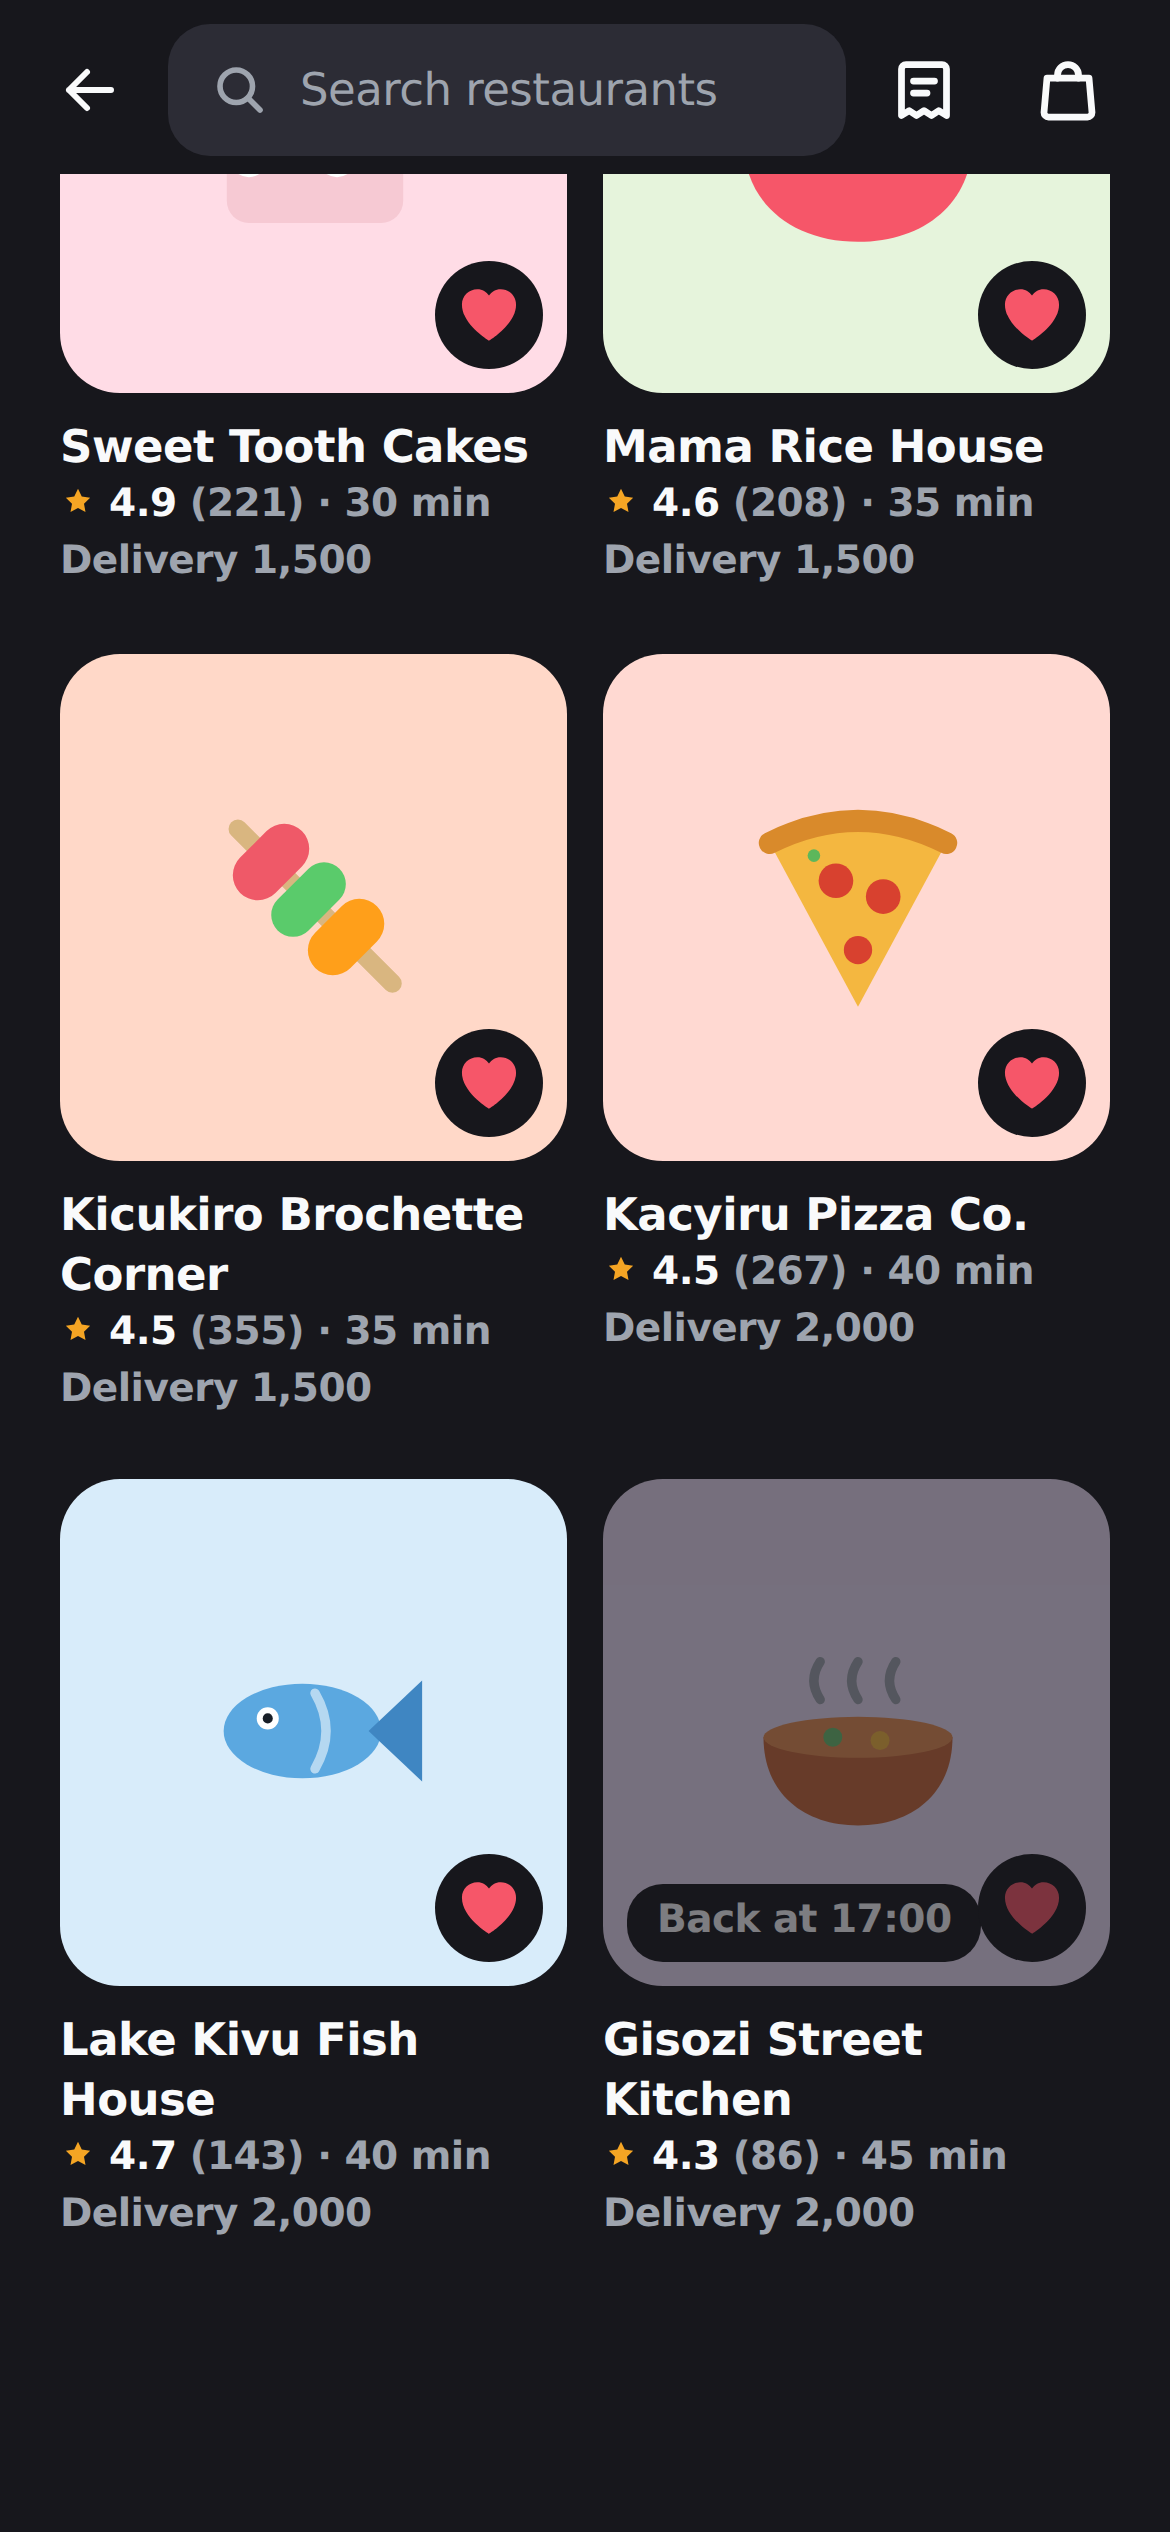 Search restaurants
Sweet Tooth Cakes
4.9 (221) · 30 min
Delivery 1,500
Mama Rice House
4.6 (208) · 35 min
Delivery 1,500
Kicukiro Brochette
Corner
4.5 (355) · 35 min
Delivery 1,500
Kacyiru Pizza Co.
4.5 (267) · 40 min
Delivery 2,000
Lake Kivu Fish
House
4.7 (143) · 40 min
Delivery 2,000
Back at 17:00
Gisozi Street
Kitchen
4.3 (86) · 45 min
Delivery 2,000